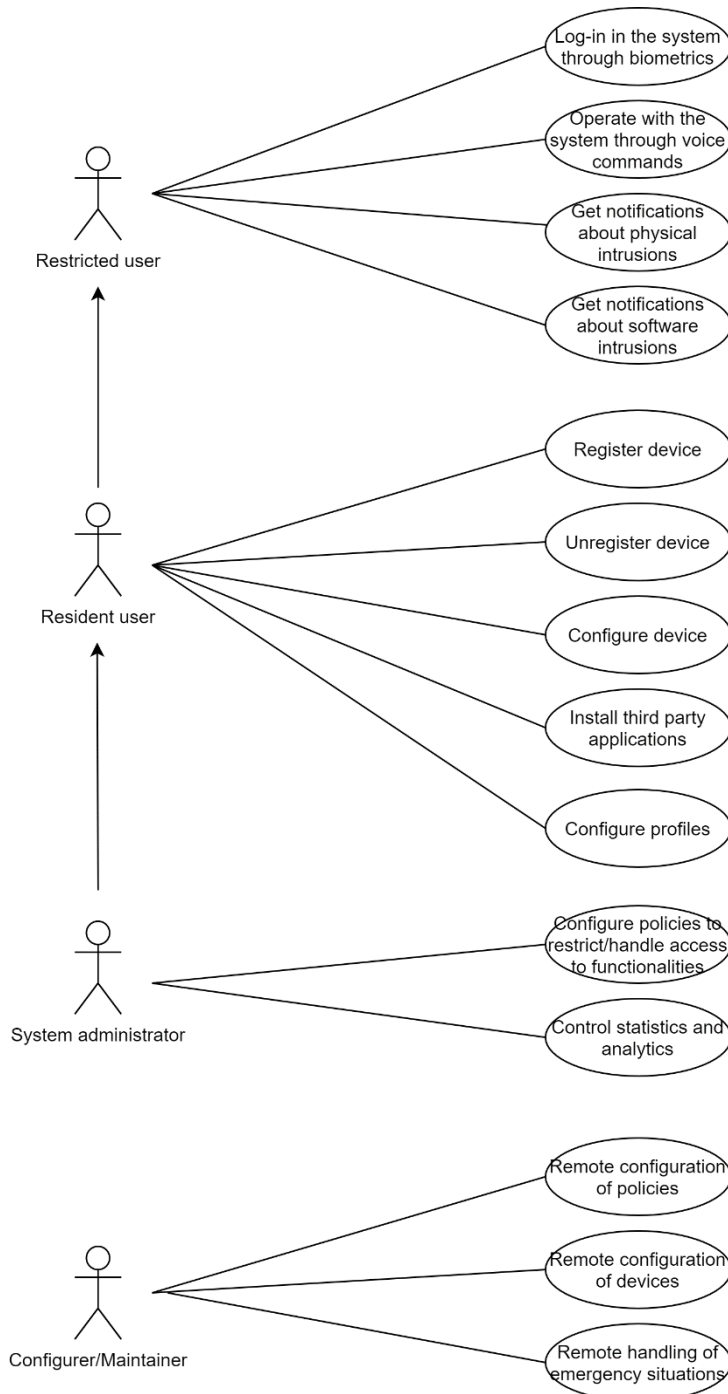 Log-in in the system
through biometrics
Operate with the
system through voice
commands
Get notifications
about physical
intrusions
Restricted user
Get notifications
about software
intrusions
Register device
Unregister device
Resident user
Configure device
Install third party
applications
Configure profiles
Configure policies to
restrict/handle access
to functionalities
System administrator
Control statistics and
analytics
Remote configuration
of policies
Remote configuration
of devices
Configurer/Maintainer
Remote handling of
emergency situations